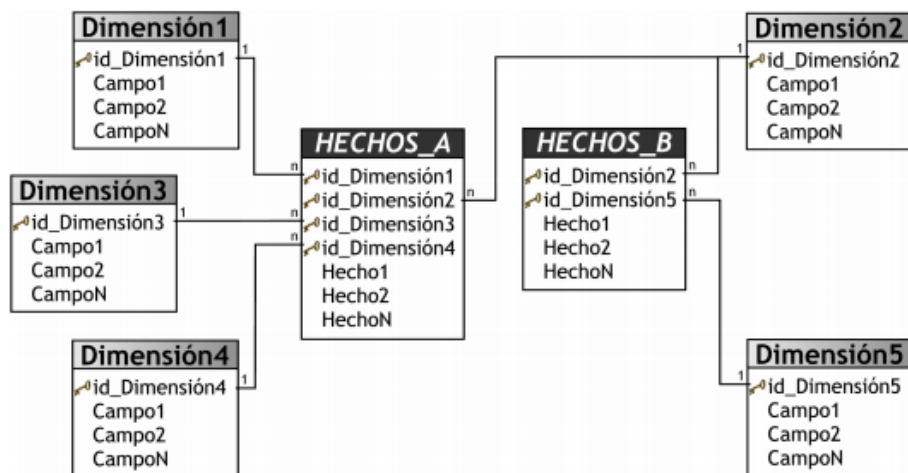 Dimensión1
id_Dimensión1
Campo1
Campo2
CampoN
1
Dimensión2
id_Dimensión2
Campo1
Campo2
CampoN
1
HECHOS_A
id_Dimensión1
id_Dimensión2
id_Dimensión3
id_Dimensión4
Hecho1
Hecho2
HechoN
n
n
n
n
HECHOS_B
id_Dimensión2
id_Dimensión5
Hecho1
Hecho2
HechoN
n
n
Dimensión3
id_Dimensión3
Campo1
Campo2
CampoN
1
Dimensión4
id_Dimensión4
Campo1
Campo2
CampoN
1
Dimensión5
id_Dimensión5
Campo1
Campo2
CampoN
1